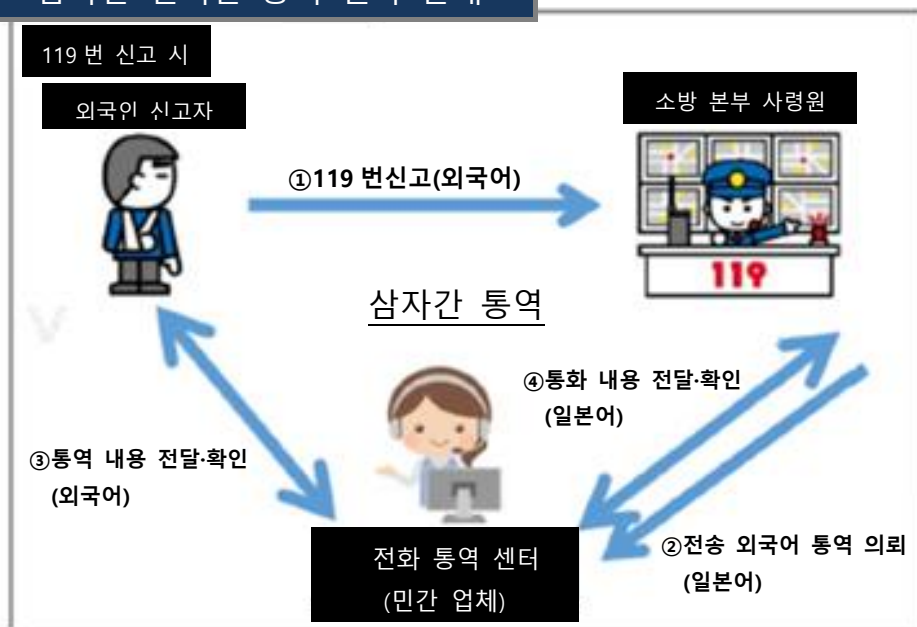 119번 신고 시
외국인 신고자
소방 본부 사령원
①119 번신고(외국어)
119
삼자간 통역
④통화 내용 전달·확인
(일본어)
③통역 내용 전달·확인
(외국어)
②전송 외국어 통역 의뢰
(일본어)
전화 통역 센터
(민간 업체)